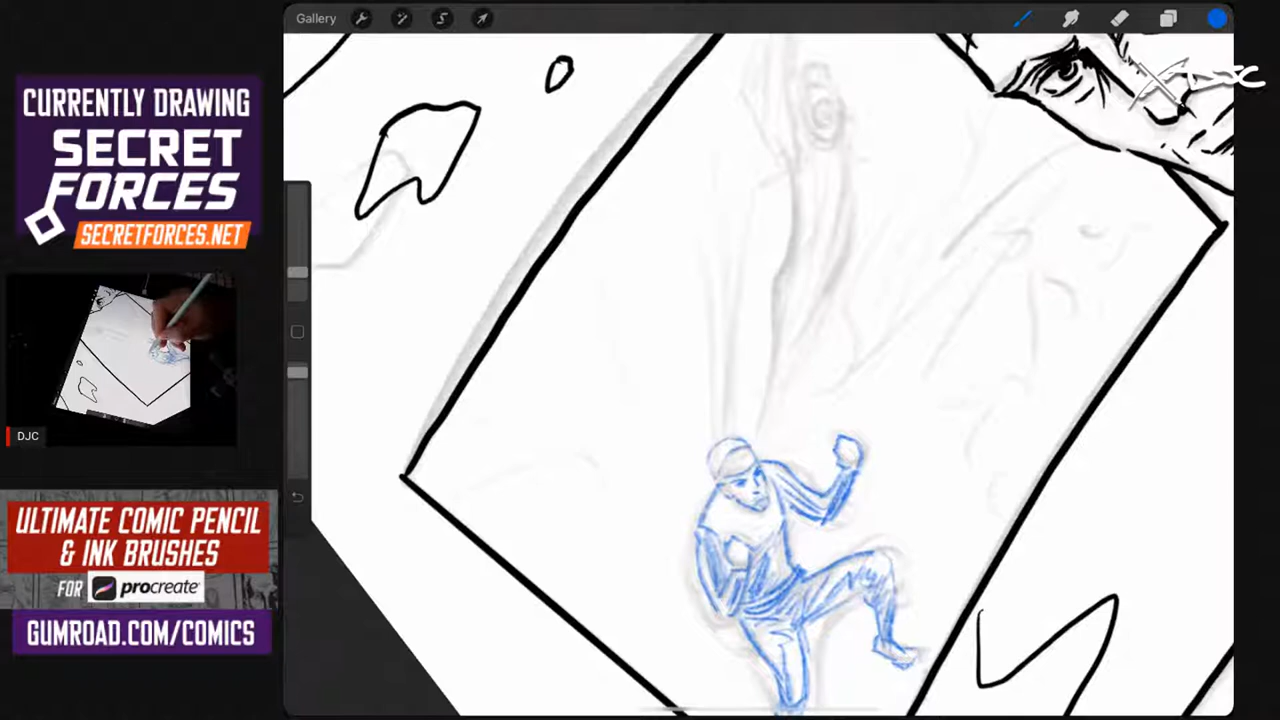 Gallery
CURRENTLY DRAWING
SECRET
FORCES
SECRETFORCES.NET
DJC
ULTIMATE COMIC PENCIL
& INK BRUSHES
FOR procreate
GUMROAD.COM/COMICS